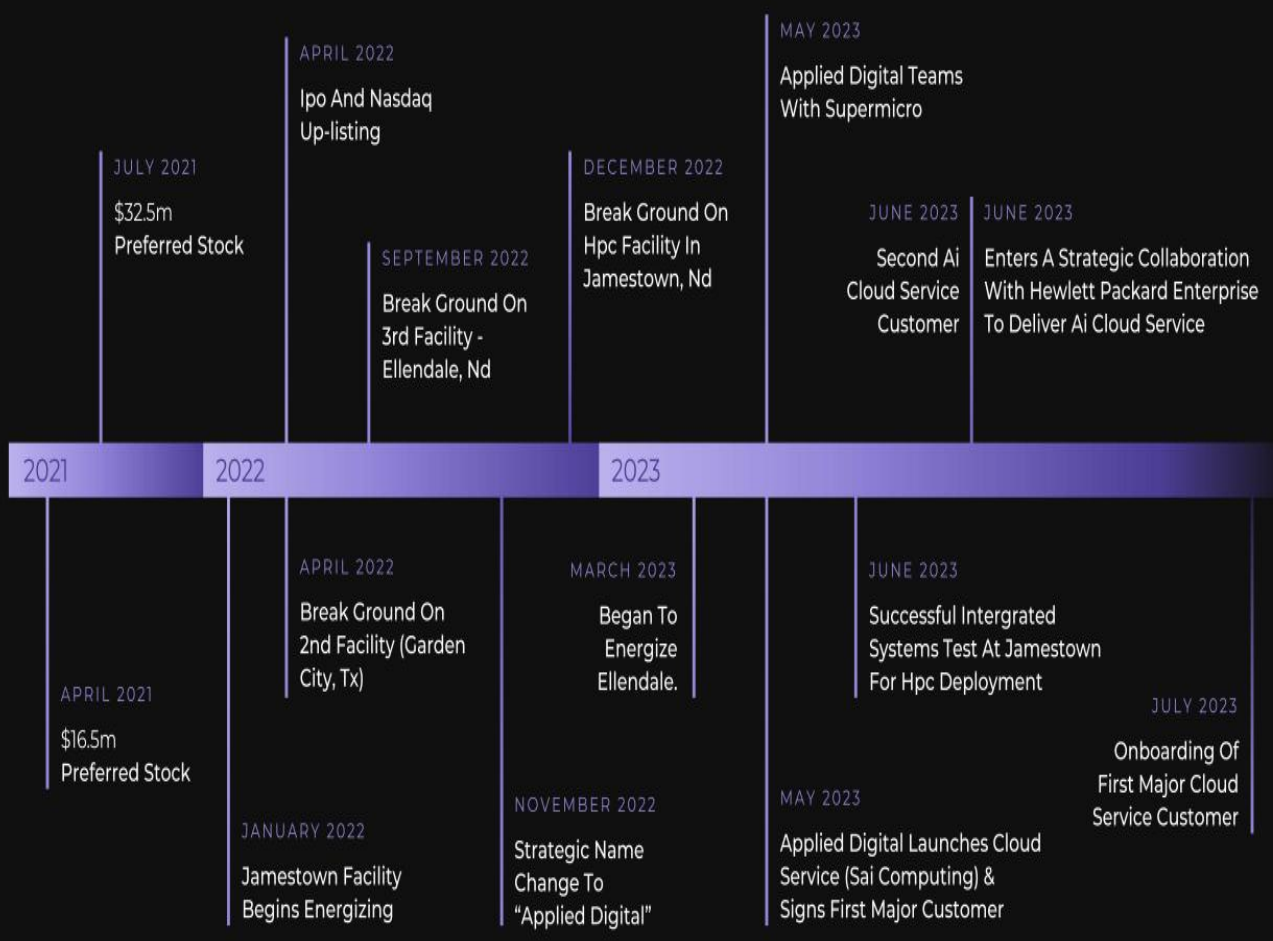 APRIL 2022
Ipo And Nasdaq
Up-listing
MAY 2023
Applied Digital Teams
With Supermicro
JULY 2021
$32.5m
Preferred Stock
SEPTEMBER 2022
Break Ground On
3rd Facility -
Ellendale, Nd
DECEMBER 2022
Break Ground On
Hpc Facility In
Jamestown, Nd
JUNE 2023
Second Ai
Cloud Service
Customer
JUNE 2023
Enters A Strategic Collaboration
With Hewlett Packard Enterprise
To Deliver Ai Cloud Service
2021
2022
2023
APRIL 2021
$16.5m
Preferred Stock
JANUARY 2022
Jamestown Facility
Begins Energizing
APRIL 2022
Break Ground On
2nd Facility (Garden
City, Tx)
NOVEMBER 2022
Strategic Name
Change To
“Applied Digital”
MARCH 2023
Began To
Energize
Ellendale.
MAY 2023
Applied Digital Launches Cloud
Service (Sai Computing) &
Signs First Major Customer
JUNE 2023
Successful Intergrated
Systems Test At Jamestown
For Hpc Deployment
JULY 2023
Onboarding Of
First Major Cloud
Service Customer